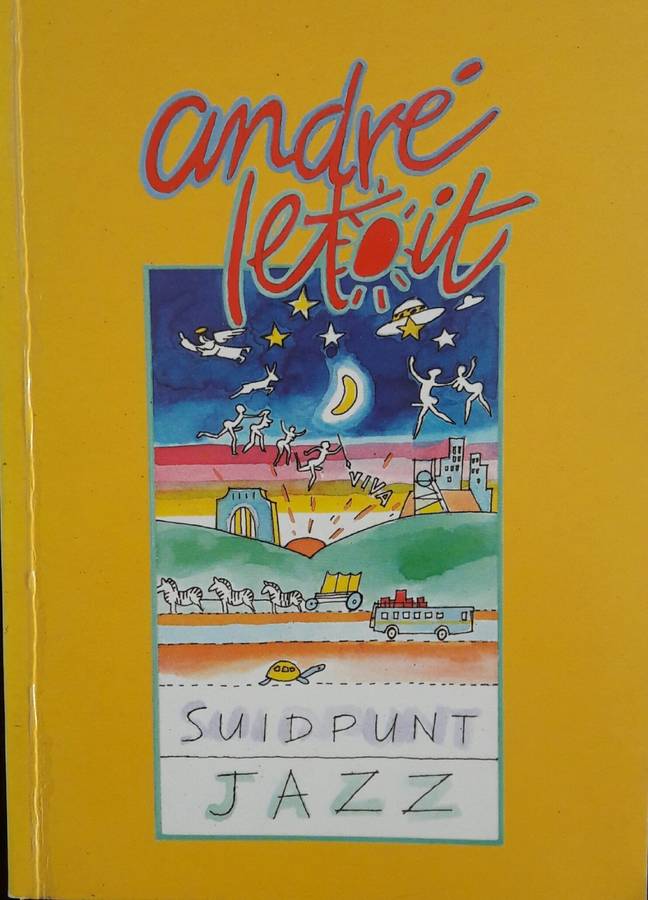 andré
letoit
VIVA
SUIDPUNT
JAZZ